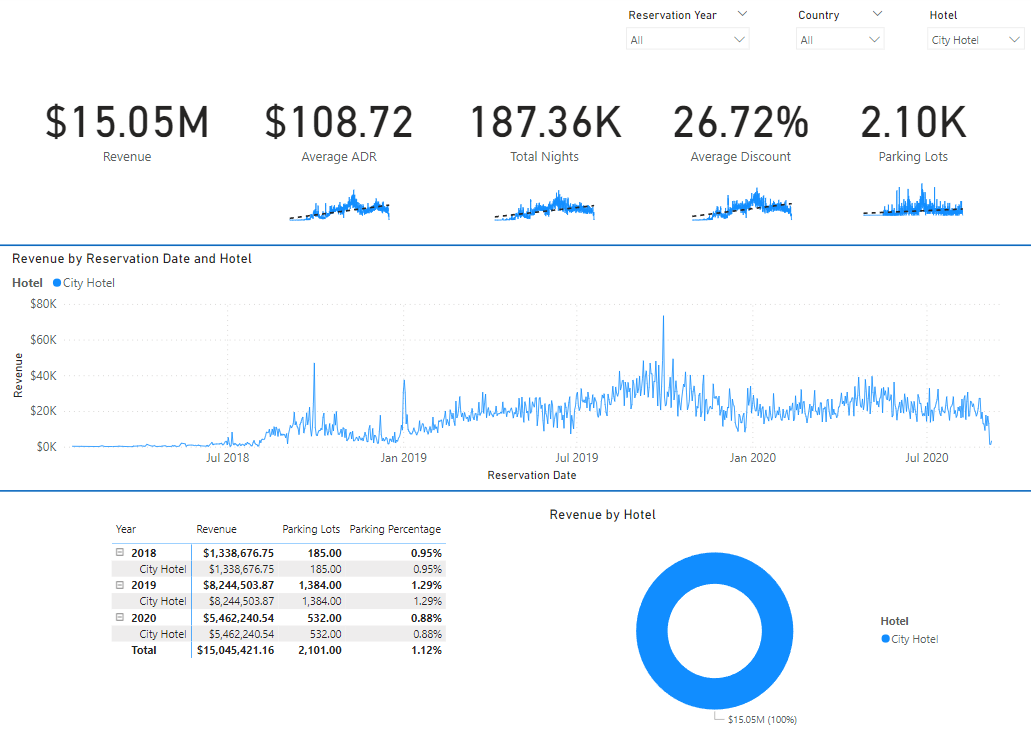 Reservation Year Country Hotel
All All City Hotel
$15.05M $108.72 187.36K 26.72% 2.10K
Revenue Average ADR Total Nights Average Discount Parking Lots
Revenue by Reservation Date and Hotel
Hotel City Hotel
$80K
$60K
$40K
$20K
$0K
Revenue
Jul 2018 Jan 2019 Jul 2019 Jan 2020 Jul 2020
Reservation Date
Year Revenue Parking Lots Parking Percentage
2018 $1,338,676.75 185.00 0.95%
City Hotel $1,338,676.75 185.00 0.95%
2019 $8,244,503.87 1,384.00 1.29%
City Hotel $8,244,503.87 1,384.00 1.29%
2020 $5,462,240.54 532.00 0.88%
City Hotel $5,462,240.54 532.00 0.88%
Total $15,045,421.16 2,101.00 1.12%
Revenue by Hotel
Hotel
City Hotel
$15.05M (100%)